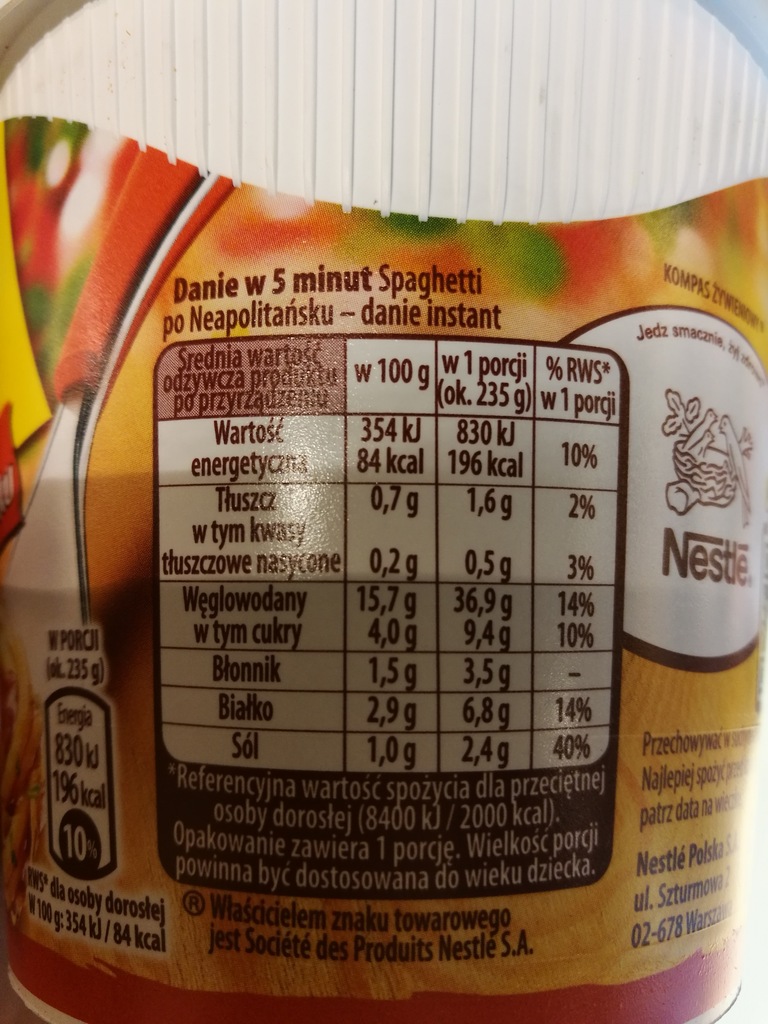 Danie w 5 minut Spaghetti
po Neapolitańsku – danie instant
Średnia wartość odżywcza produktu po przyrządzeniu w 100 g w 1 porcji (ok. 235 g) % RWS* w 1 porcji
Wartość energetyczna 354 kJ 84 kcal 830 kJ 196 kcal 10%
Tłuszcz 0,7 g 1,6 g 2%
w tym kwasy
tłuszczowe nasycone 0,2 g 0,5 g 3%
Węglowodany 15,7 g 36,9 g 14%
w tym cukry 4,0 g 9,4 g 10%
Błonnik 1,5 g 3,5 g –
Białko 2,9 g 6,8 g 14%
Sól 1,0 g 2,4 g 40%
*Referencyjna wartość spożycia dla przeciętnej
osoby dorosłej (8400 kJ / 2000 kcal).
Opakowanie zawiera 1 porcję. Wielkość porcji
powinna być dostosowana do wieku dziecka.
® Właścicielem znaku towarowego
jest Société des Produits Nestlé S.A.
W PORCJI
(ok. 235 g)
Energia
830 kJ
196 kcal
10%
RWS* dla osoby dorosłej
W 100 g: 354 kJ / 84 kcal
KOMPAS ŻYWIENIOWY
Jedz smacznie, żyj
Nestlé
Przechowywać w
Najlepiej spożyć
patrz data na
Nestlé Polska
ul. Szturmowa
02-678 Warszawa